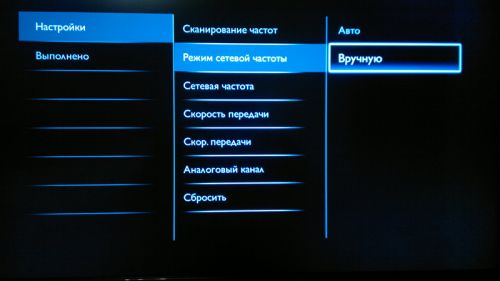 Настройки
Выполнено
Сканирование частот
Режим сетевой частоты
Сетевая частота
Скорость передачи
Скор. передачи
Аналоговый канал
Сбросить
Авто
Вручную